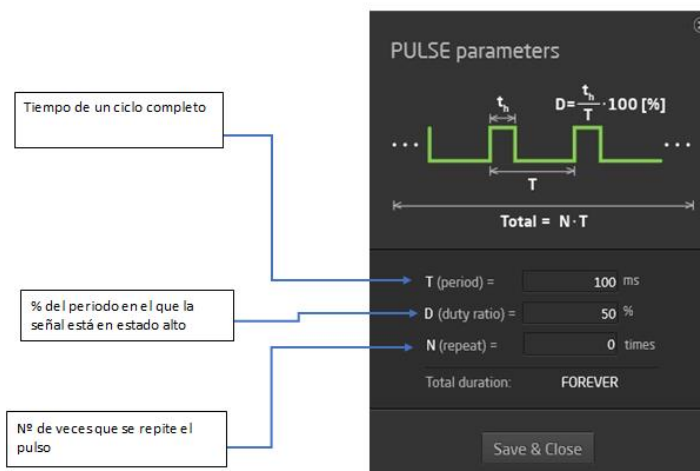 Tiempo de un ciclo completo
% del periodo en el que la
señal está en estado alto
Nº de veces que se repite el
pulso
PULSE parameters
th
D= th/T ·100 [%]
...
...
T
Total = N·T
T (period) = 100 ms
D (duty ratio) = 50 %
N (repeat) = 0 times
Total duration: FOREVER
Save & Close